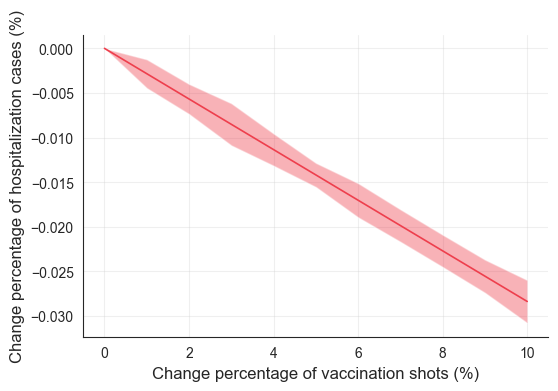 Change percentage of hospitalization cases (%)
0.000
−0.005
−0.010
−0.015
−0.020
−0.025
−0.030
0 2 4 6 8 10
Change percentage of vaccination shots (%)